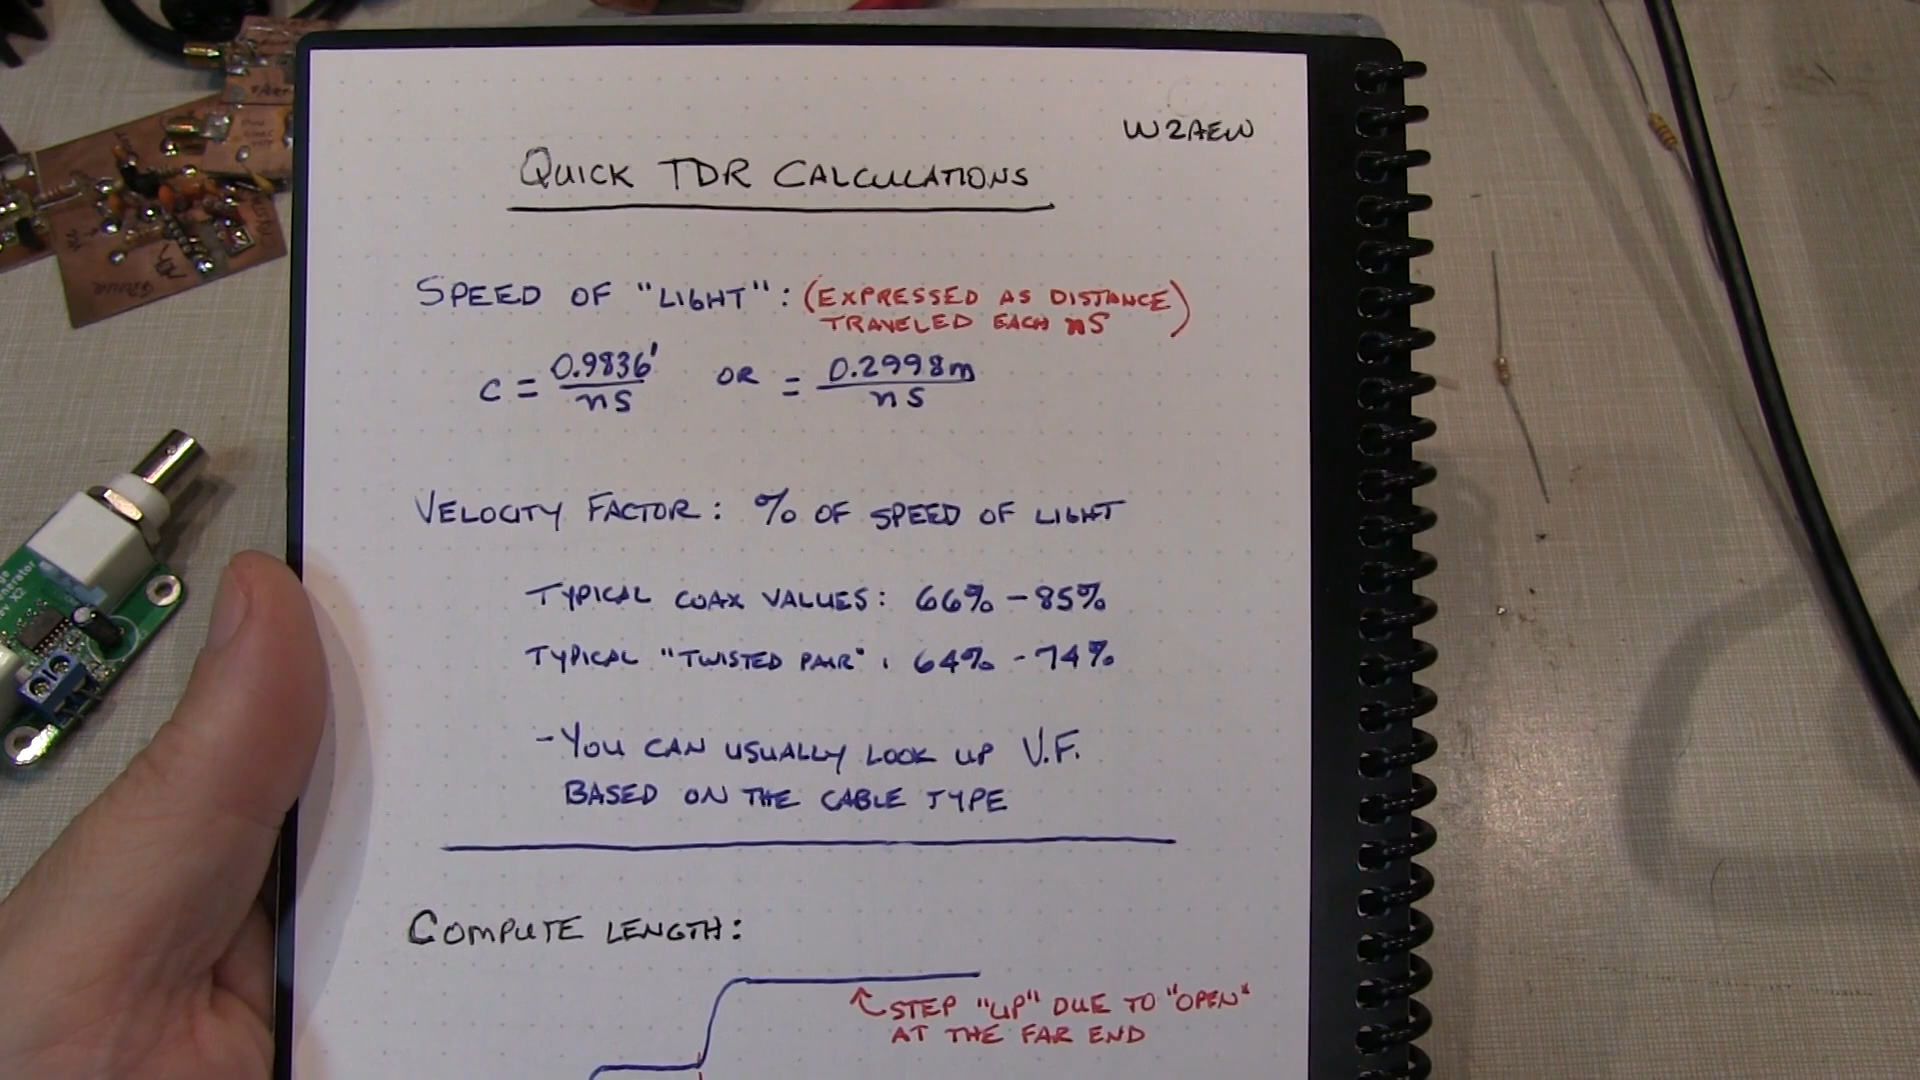 W2AEW
QUICK TDR CALCULATIONS
SPEED OF "LIGHT": (EXPRESSED AS DISTANCE
TRAVELED EACH nS)
c = 0.9836'/nS OR = 0.2998m/nS
VELOCITY FACTOR: % OF SPEED OF LIGHT
TYPICAL COAX VALUES: 66% - 85%
TYPICAL "TWISTED PAIR": 64% - 74%
- YOU CAN USUALLY LOOK UP V.F.
BASED ON THE CABLE TYPE
COMPUTE LENGTH:
STEP "UP" DUE TO "OPEN"
AT THE FAR END